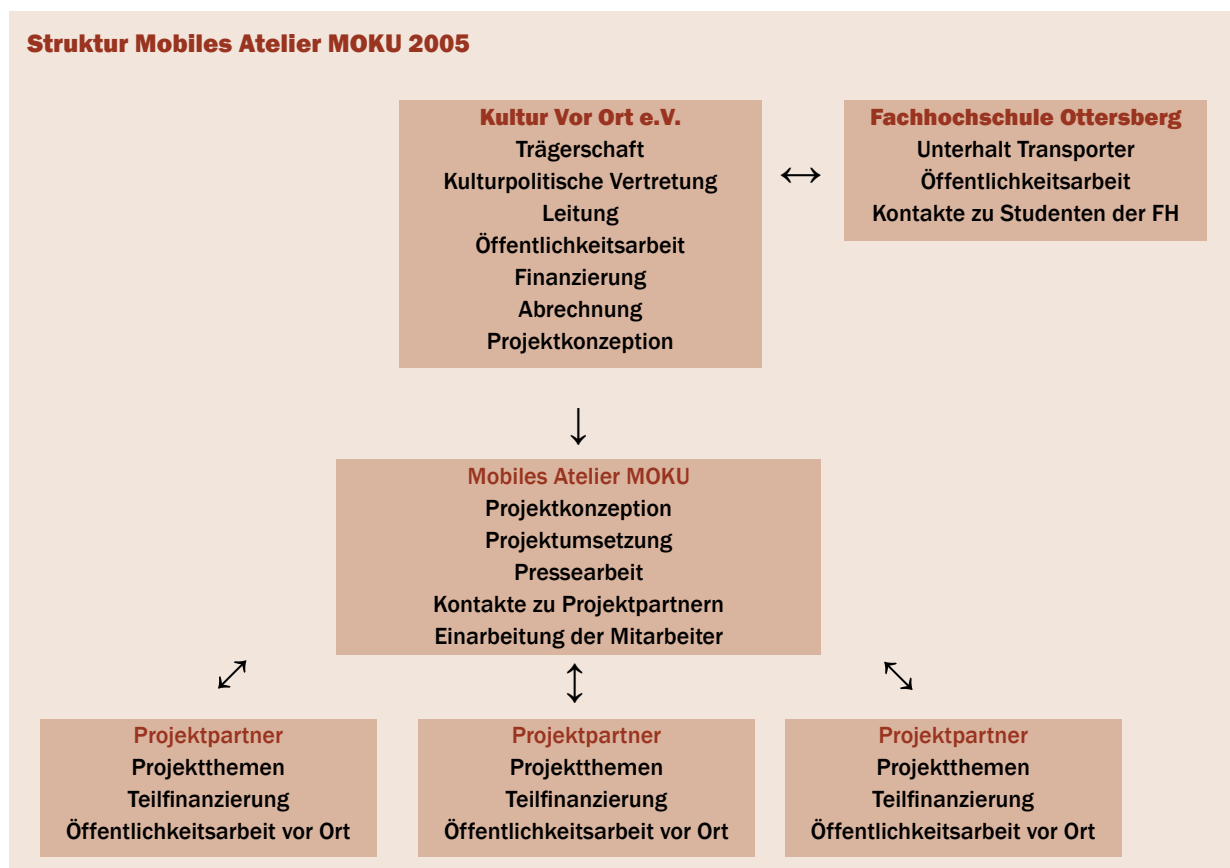 Struktur Mobiles Atelier MOKU 2005
Kultur Vor Ort e.V.
Trägerschaft
Kulturpolitische Vertretung
Leitung
Öffentlichkeitsarbeit
Finanzierung
Abrechnung
Projektkonzeption
Fachhochschule Ottersberg
Unterhalt Transporter
Öffentlichkeitsarbeit
Kontakte zu Studenten der FH
Mobiles Atelier MOKU
Projektkonzeption
Projektumsetzung
Pressearbeit
Kontakte zu Projektpartnern
Einarbeitung der Mitarbeiter
Projektpartner
Projektthemen
Teilfinanzierung
Öffentlichkeitsarbeit vor Ort
Projektpartner
Projektthemen
Teilfinanzierung
Öffentlichkeitsarbeit vor Ort
Projektpartner
Projektthemen
Teilfinanzierung
Öffentlichkeitsarbeit vor Ort